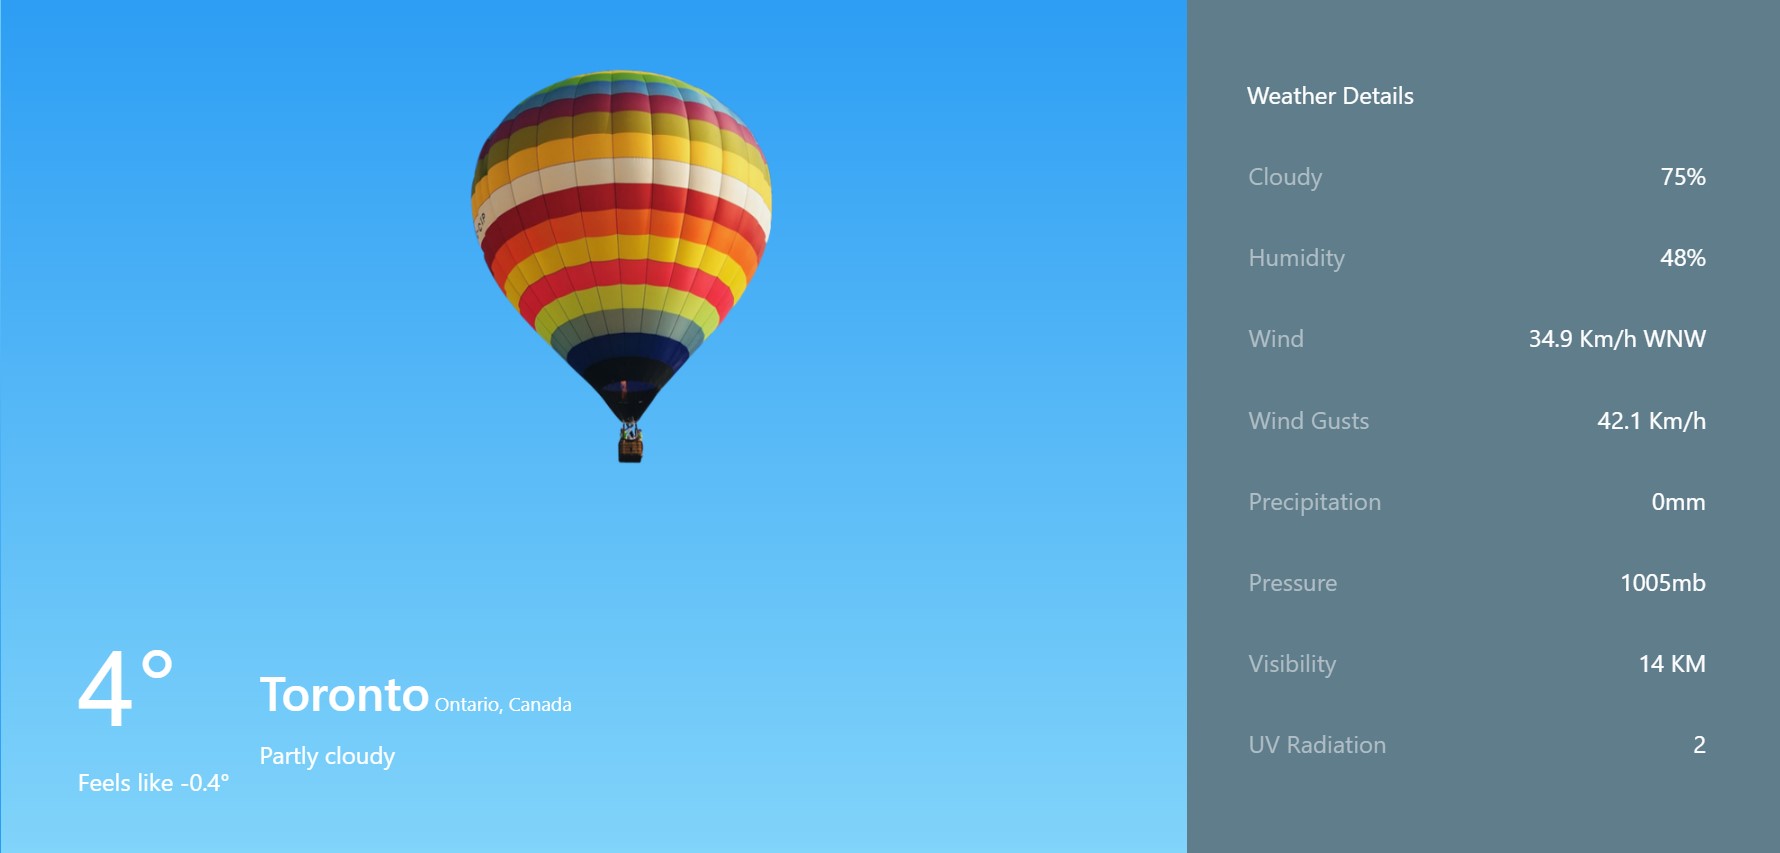 4°
Feels like -0.4°
Toronto Ontario, Canada
Partly cloudy
Weather Details
Cloudy 75%
Humidity 48%
Wind 34.9 Km/h WNW
Wind Gusts 42.1 Km/h
Precipitation 0mm
Pressure 1005mb
Visibility 14 KM
UV Radiation 2